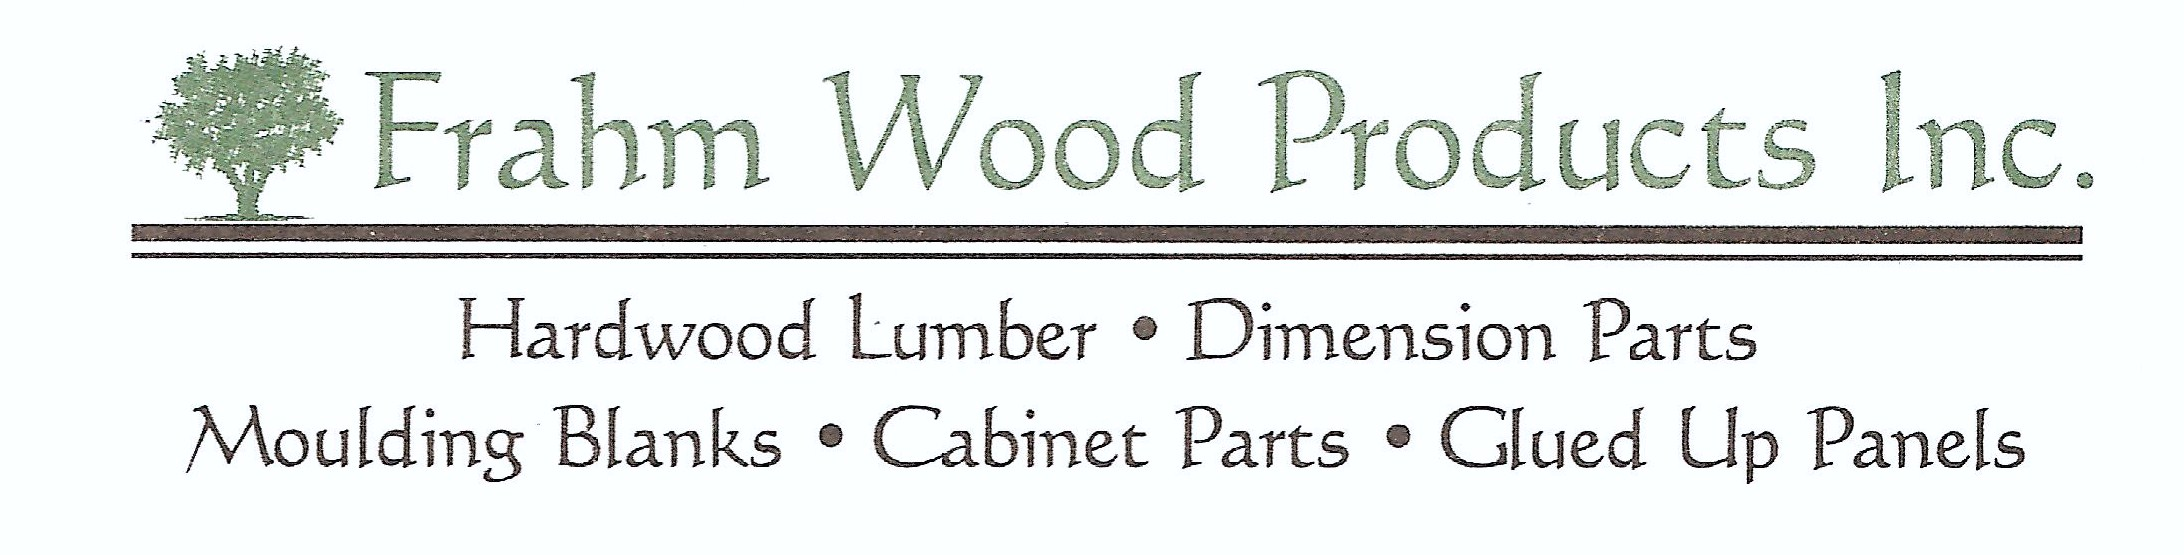 Frahm Wood Products Inc.
Hardwood Lumber • Dimension Parts
Moulding Blanks • Cabinet Parts • Glued Up Panels